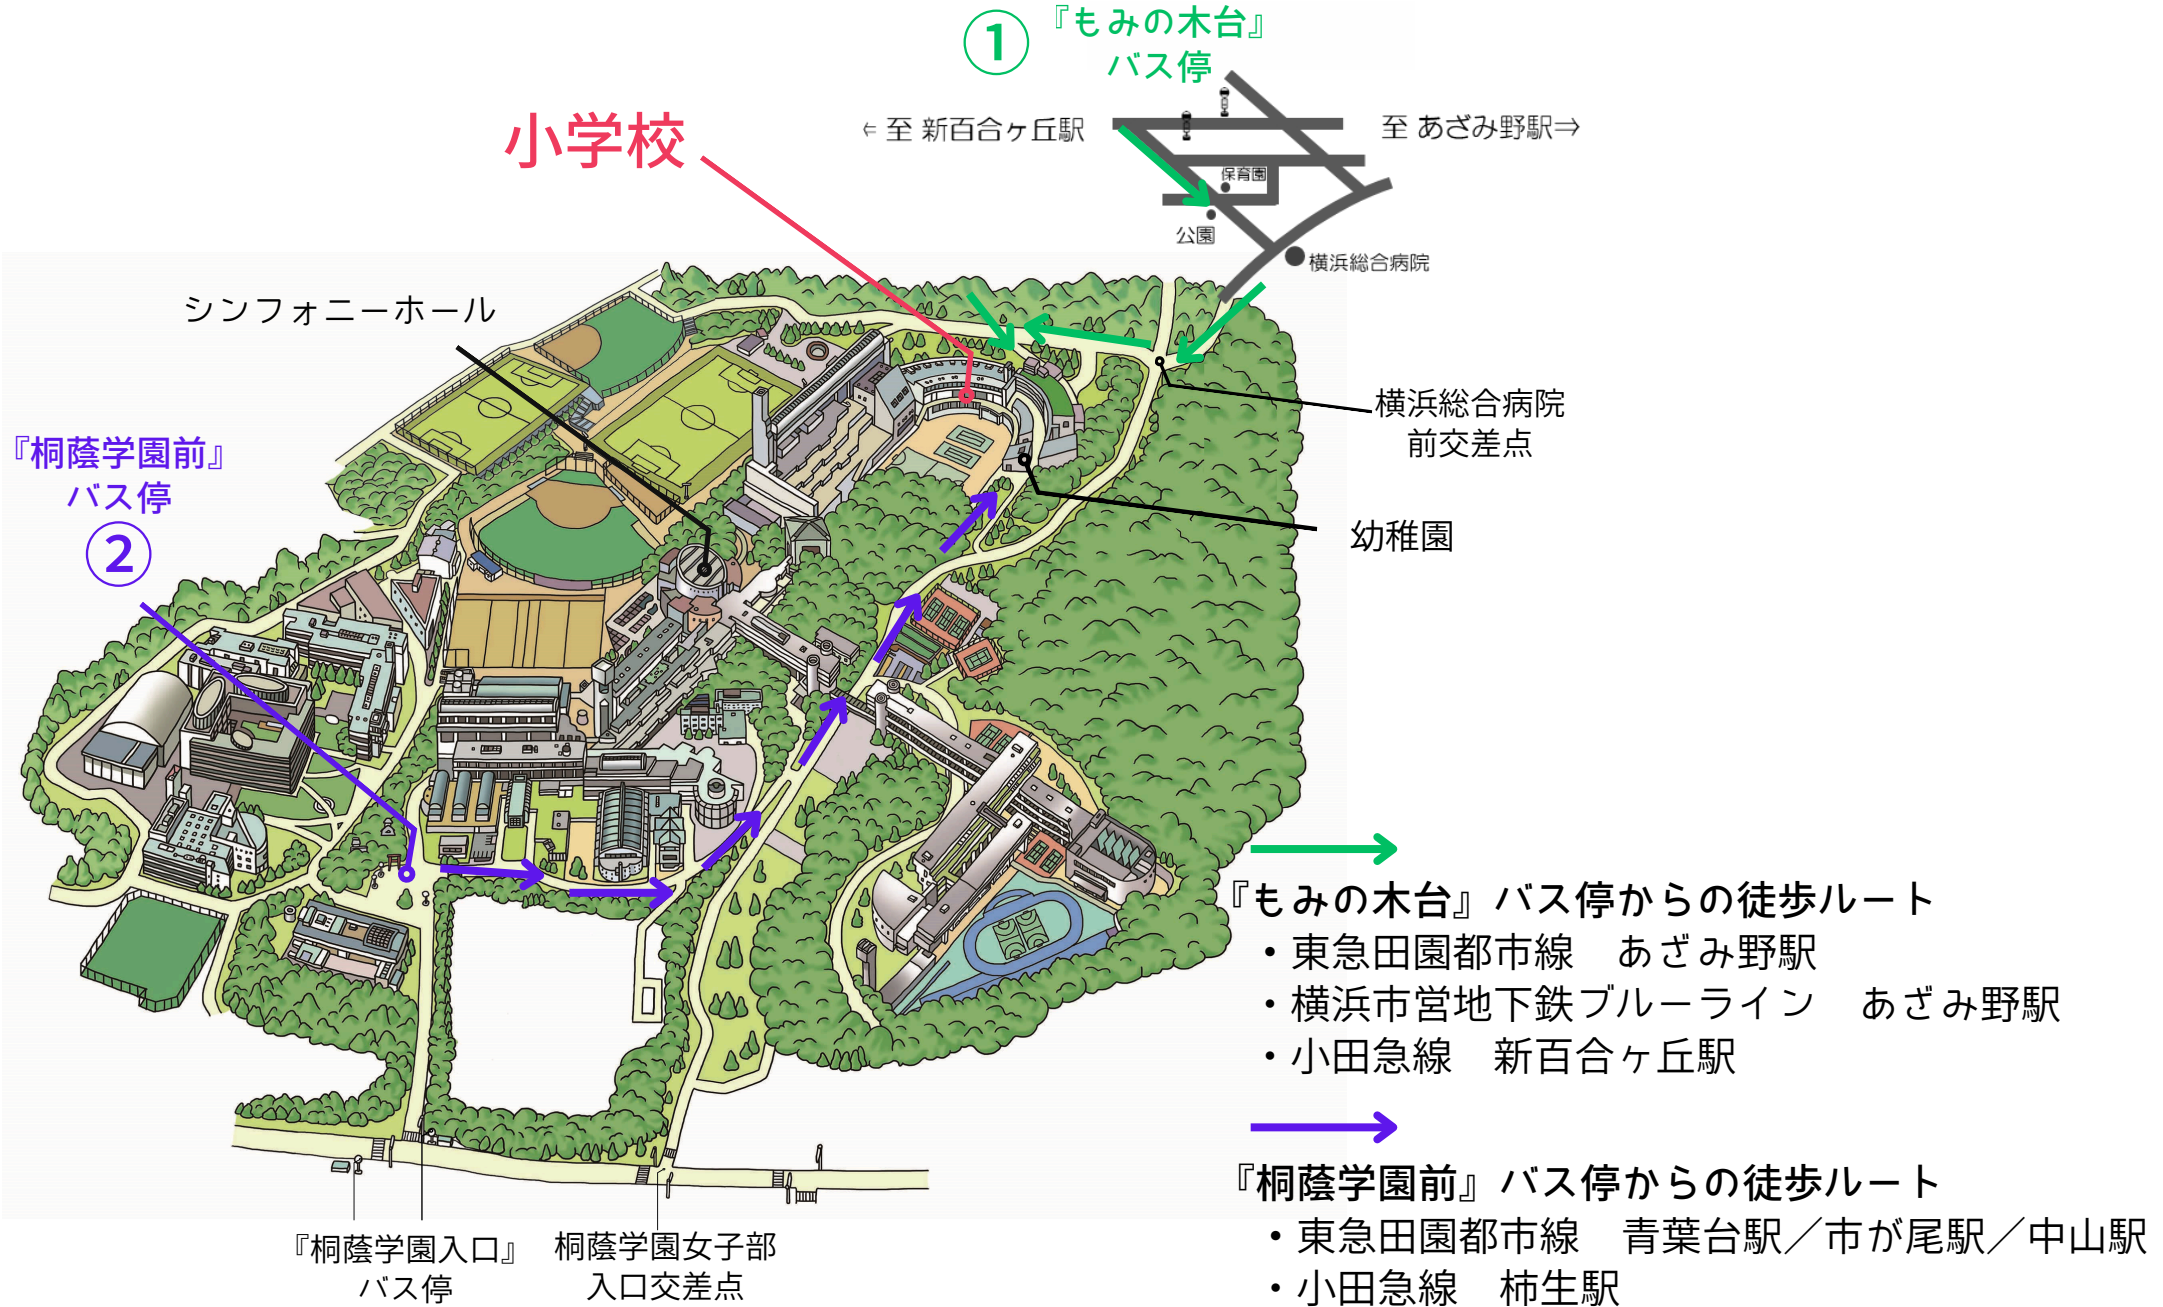 ①
『もみの木台』
バス停
⇐ 至 新百合ヶ丘駅
至 あざみ野駅⇒
小学校
保育園
公園
横浜総合病院
シンフォニーホール
横浜総合病院
前交差点
『桐蔭学園前』
バス停
②
幼稚園
『もみの木台』バス停からの徒歩ルート
・東急田園都市線　あざみ野駅
・横浜市営地下鉄ブルーライン　あざみ野駅
・小田急線　新百合ヶ丘駅
『桐蔭学園前』バス停からの徒歩ルート
・東急田園都市線　青葉台駅／市が尾駅／中山駅
・小田急線　柿生駅
『桐蔭学園入口』
バス停
桐蔭学園女子部
入口交差点